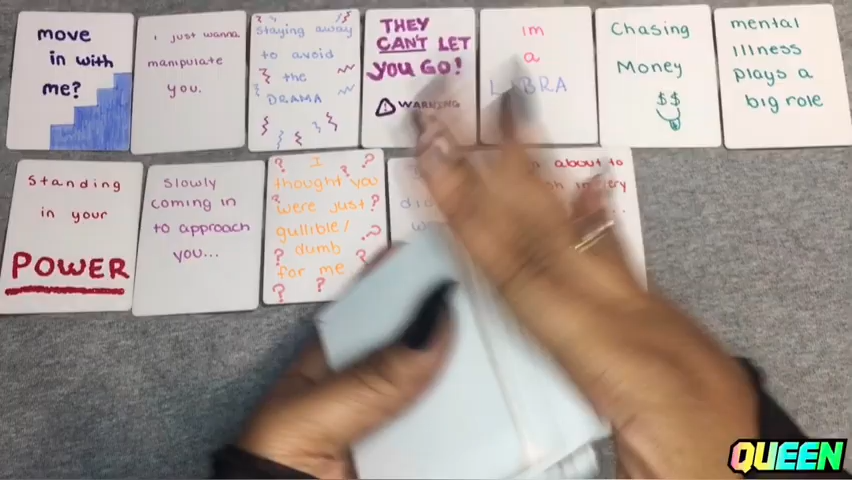 move
in with
me?
i just wanna
manipulate
you.
Staying away
to avoid
the
DRAMA
THEY
CAN'T LET
YOU GO!
WARNING
Im
a
LIBRA
Chasing
Money
$$
mental
illness
plays a
big role
Standing
in your
POWER
Slowly
coming in
to approach
you...
? I ?
thought you ?
were just ?
gullible/
? dumb ?
for me
? ?
about to
QUEEN